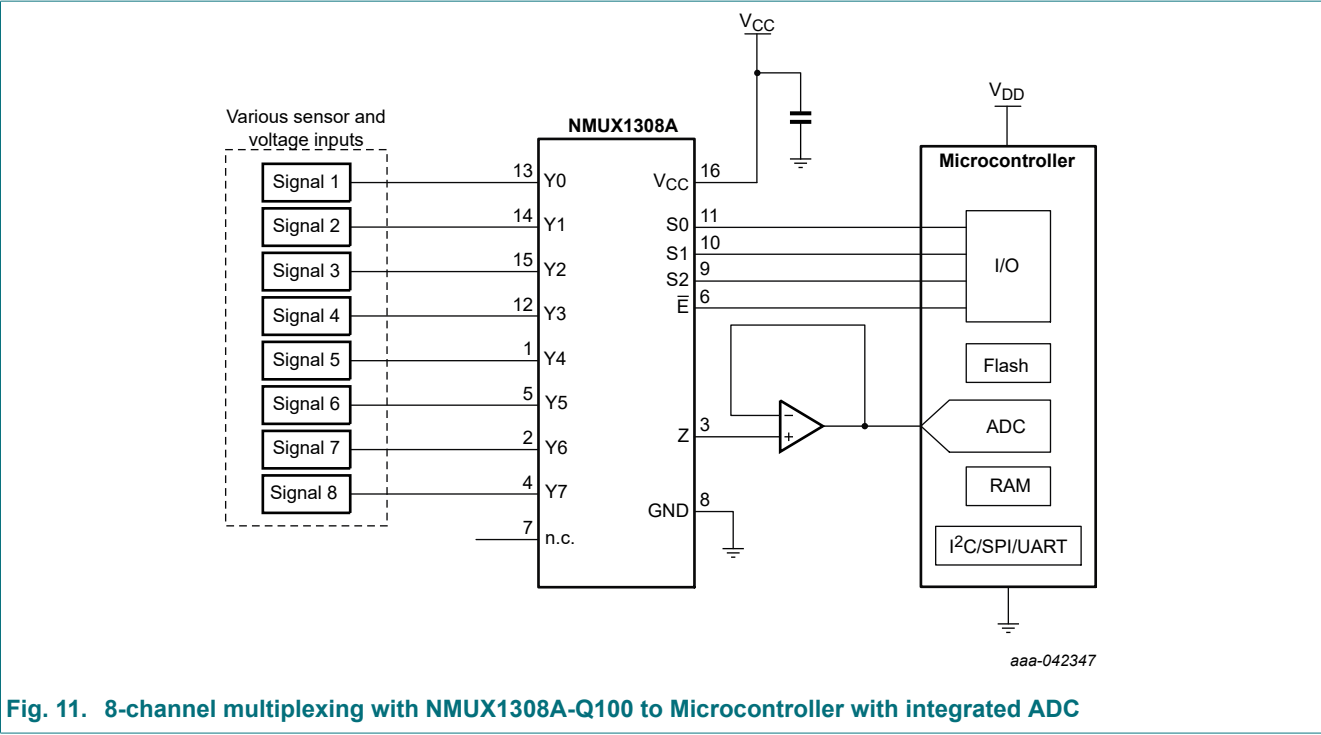 VCC
VDD
Various sensor and
voltage inputs
NMUX1308A
Microcontroller
Signal 1
13 Y0
VCC 16
Signal 2
14 Y1
S0 11
S1 10
S2 9
E̅ 6
I/O
Signal 3
15 Y2
Signal 4
12 Y3
Signal 5
1 Y4
Flash
Signal 6
5 Y5
−
+
ADC
Signal 7
2 Y6
Z 3
RAM
Signal 8
4 Y7
GND 8
7 n.c.
I2C/SPI/UART
aaa-042347
Fig. 11. 8-channel multiplexing with NMUX1308A-Q100 to Microcontroller with integrated ADC